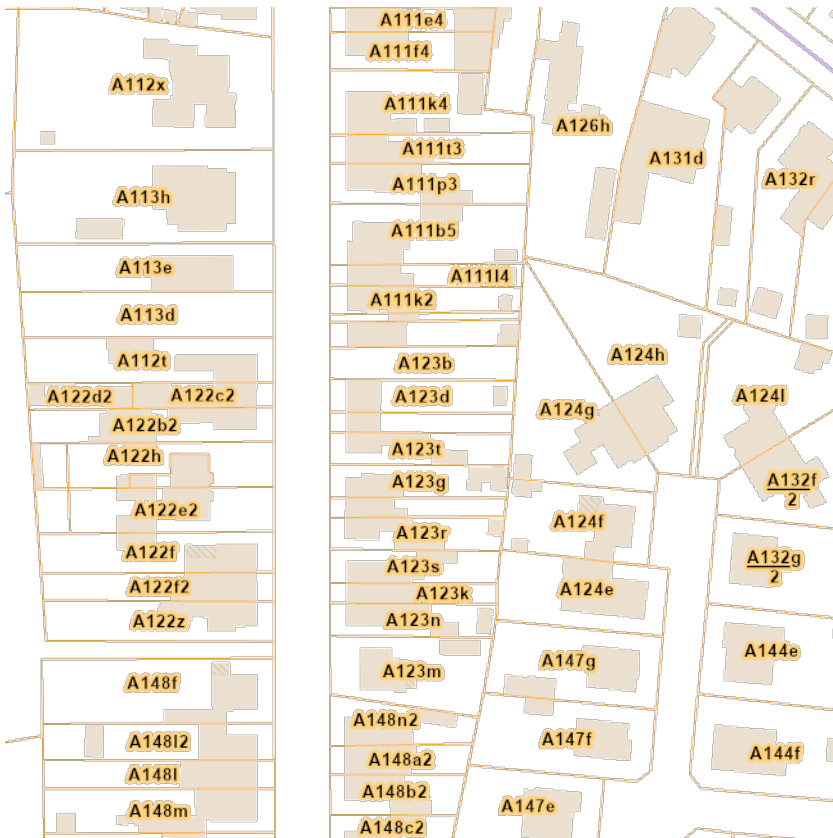 A111e4
A111f4
A112x
A111k4
A126h
A111t3
A131d
A132r
A111p3
A113h
A111b5
A113e
A111l4
A111k2
A113d
A124h
A112t
A123b
A122d2
A122c2
A123d
A124l
A124g
A122b2
A123t
A122h
A123g
A132f
2
A122e2
A124f
A123r
A122f
A132g
2
A123s
A122f2
A124e
A123k
A122z
A123n
A144e
A147g
A123m
A148f
A148n2
A148l2
A147f
A144f
A148a2
A148l
A148b2
A148m
A147e
A148c2